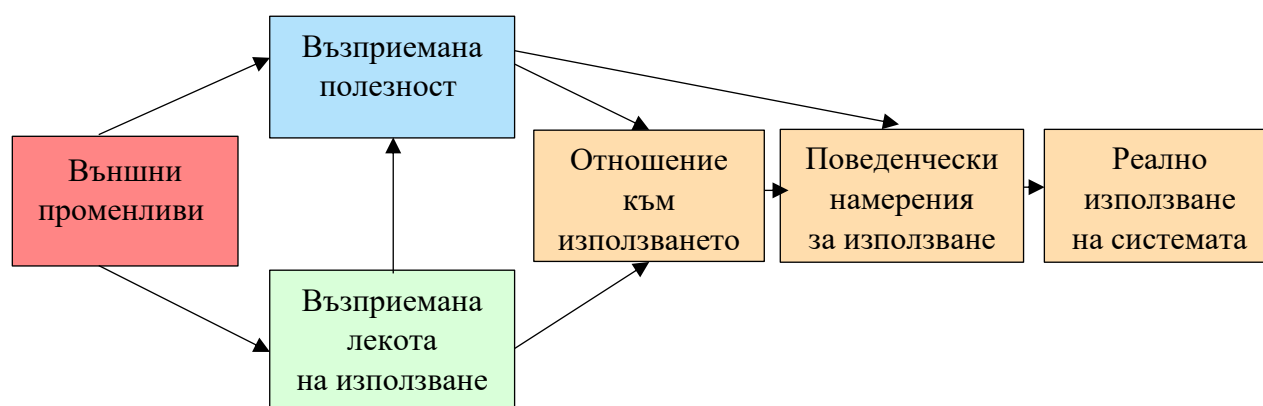 Възприемана
полезност
Външни
променливи
Отношение
към
използването
Поведенчески
намерения
за използване
Реално
използване
на системата
Възприемана
лекота
на използване